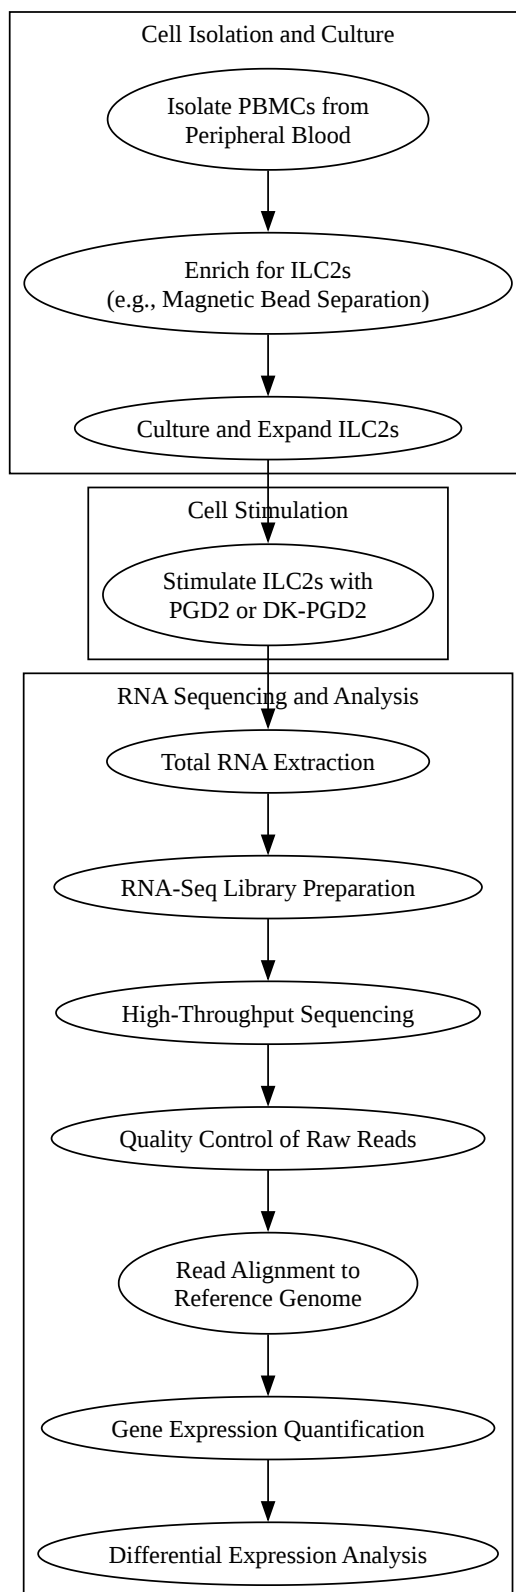 Cell Isolation and Culture
Isolate PBMCs from
Peripheral Blood
Enrich for ILC2s
(e.g., Magnetic Bead Separation)
Culture and Expand ILC2s
Cell Stimulation
Stimulate ILC2s with
PGD2 or DK-PGD2
RNA Sequencing and Analysis
Total RNA Extraction
RNA-Seq Library Preparation
High-Throughput Sequencing
Quality Control of Raw Reads
Read Alignment to
Reference Genome
Gene Expression Quantification
Differential Expression Analysis